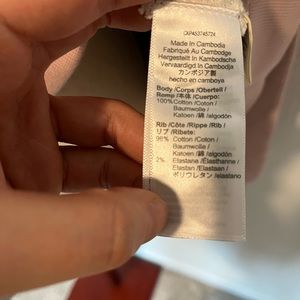 Made In Cambodia
Fabriqué Au Cambodge
Hergestellt In Kambodscha
Vervaardigd In Cambodja
カンボジア製
hecho en camboya
Body/Corps/Oberteil/
Romp/本体/Cuerpo:
100%Cotton/Coton/
Baumwolle/
Katoen/綿/algodón
Rib/Côte/Rippe/Rib/
リブ/Ribete:
98% Cotton/Coton/
Baumwolle/
Katoen/綿/algodón
2% Elastane/Élasthanne/
Elastan/Elastaan/
ポリウレタン/elastano